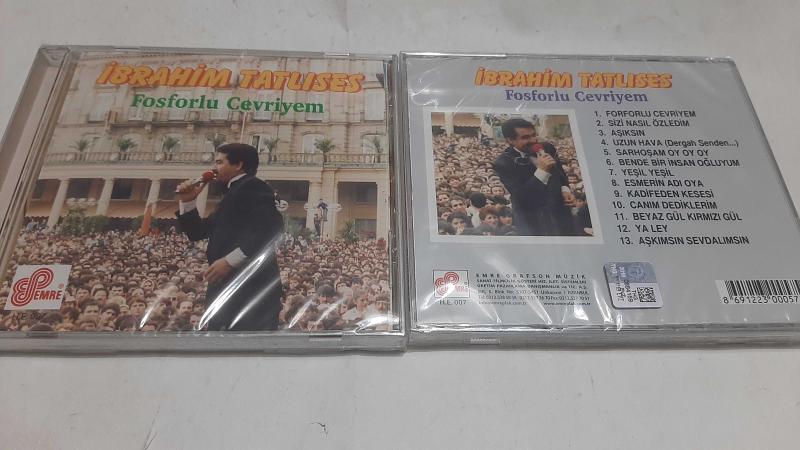 İBRAHİM TATLISES
Fosforlu Cevriyem
EMRE
H.E. 007
İBRAHİM TATLISES
Fosforlu Cevriyem
1. FORFORLU CEVRİYEM
2. SİZİ NASIL ÖZLEDİM
3. AŞIKSIN
4. UZUN HAVA (Dergah Senden...)
5. SARHOŞAM OY OY OY
6. BENDE BİR İNSAN OĞLUYUM
7. YEŞİL YEŞİL
8. ESMERİN ADI OYA
9. KADİFEDEN KESESİ
10. CANIM DEDİKLERİM
11. BEYAZ GÜL KIRMIZI GÜL
12. YA LEY
13. AŞKIMSIN SEVDALIMSIN
EMRE
H.E. 007
EMRE GRAFSON MÜZİK
8 691223 00057